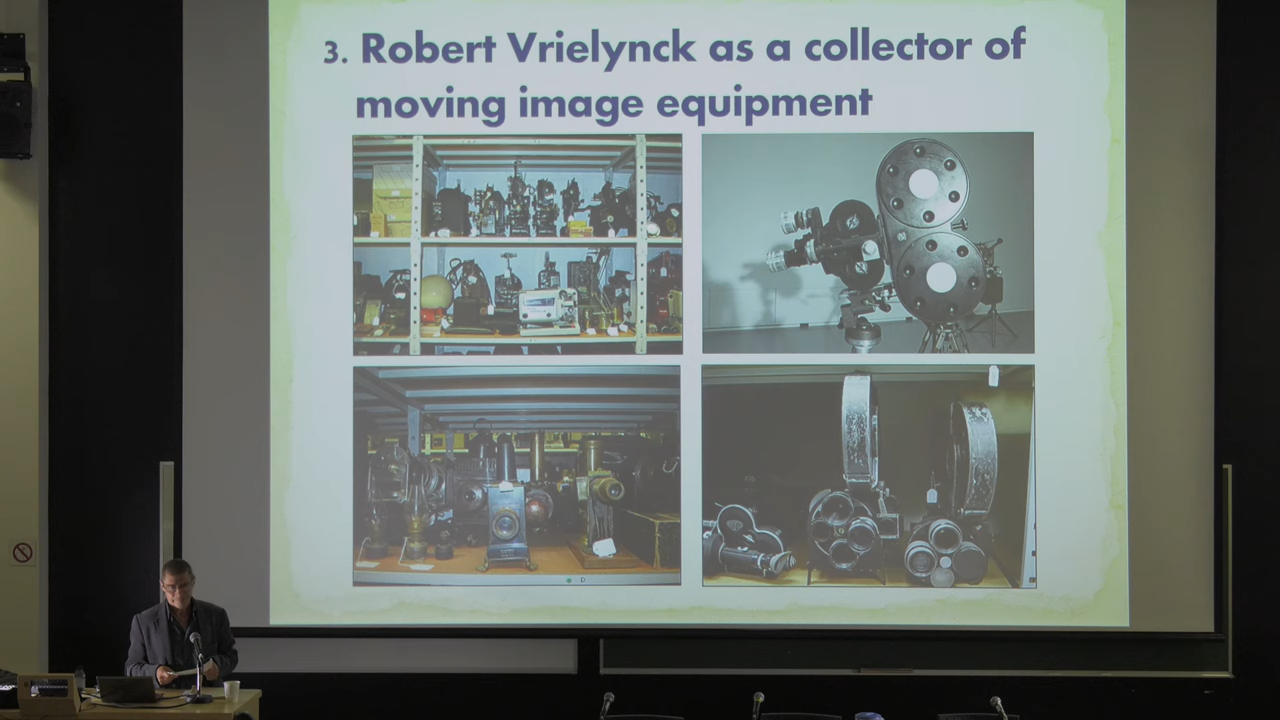 3. Robert Vrielynck as a collector of
moving image equipment